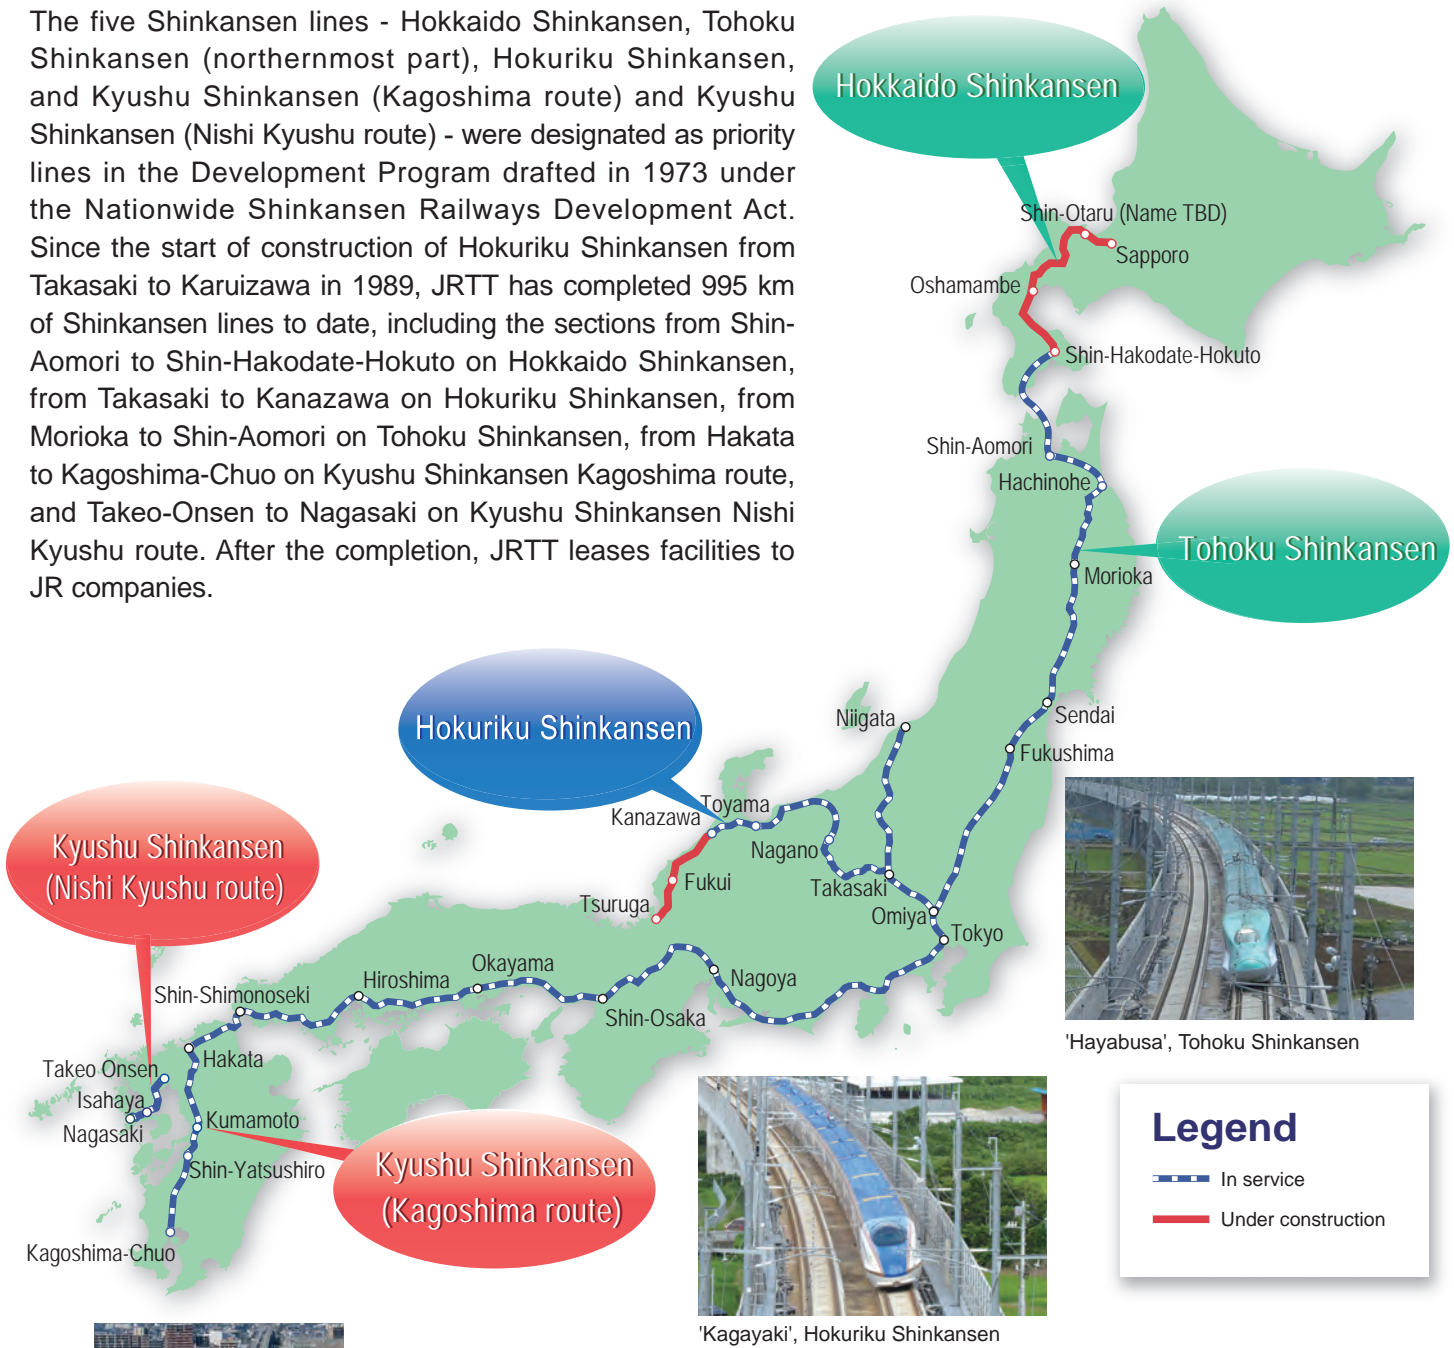 The five Shinkansen lines - Hokkaido Shinkansen, Tohoku
Shinkansen (northernmost part), Hokuriku Shinkansen,
and Kyushu Shinkansen (Kagoshima route) and Kyushu
Shinkansen (Nishi Kyushu route) - were designated as priority
lines in the Development Program drafted in 1973 under
the Nationwide Shinkansen Railways Development Act.
Since the start of construction of Hokuriku Shinkansen from
Takasaki to Karuizawa in 1989, JRTT has completed 995 km
of Shinkansen lines to date, including the sections from Shin-
Aomori to Shin-Hakodate-Hokuto on Hokkaido Shinkansen,
from Takasaki to Kanazawa on Hokuriku Shinkansen, from
Morioka to Shin-Aomori on Tohoku Shinkansen, from Hakata
to Kagoshima-Chuo on Kyushu Shinkansen Kagoshima route,
and Takeo-Onsen to Nagasaki on Kyushu Shinkansen Nishi
Kyushu route. After the completion, JRTT leases facilities to
JR companies.
Hokkaido Shinkansen
Shin-Otaru (Name TBD)
Sapporo
Oshamambe
Shin-Hakodate-Hokuto
Shin-Aomori
Hachinohe
Tohoku Shinkansen
Morioka
Sendai
Fukushima
Niigata
Hokuriku Shinkansen
Toyama
Kanazawa
Nagano
Fukui
Takasaki
Tsuruga
Omiya
Tokyo
Kyushu Shinkansen
(Nishi Kyushu route)
Nagoya
Okayama
Hiroshima
Shin-Shimonoseki
Shin-Osaka
Hakata
Takeo Onsen
Isahaya
Nagasaki
Kumamoto
Shin-Yatsushiro
Kyushu Shinkansen
(Kagoshima route)
Kagoshima-Chuo
'Hayabusa', Tohoku Shinkansen
Legend
In service
Under construction
'Kagayaki', Hokuriku Shinkansen